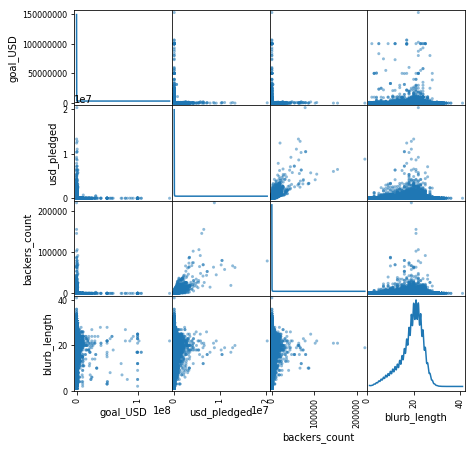 150000000
100000000
50000000
0
goal_USD
1e7
2
1
0
usd_pledged
200000
100000
0
backers_count
40
20
0
blurb_length
0
1
1e8
goal_USD
0
1
2
1e7
usd_pledged
0
100000
200000
backers_count
0
20
40
blurb_length